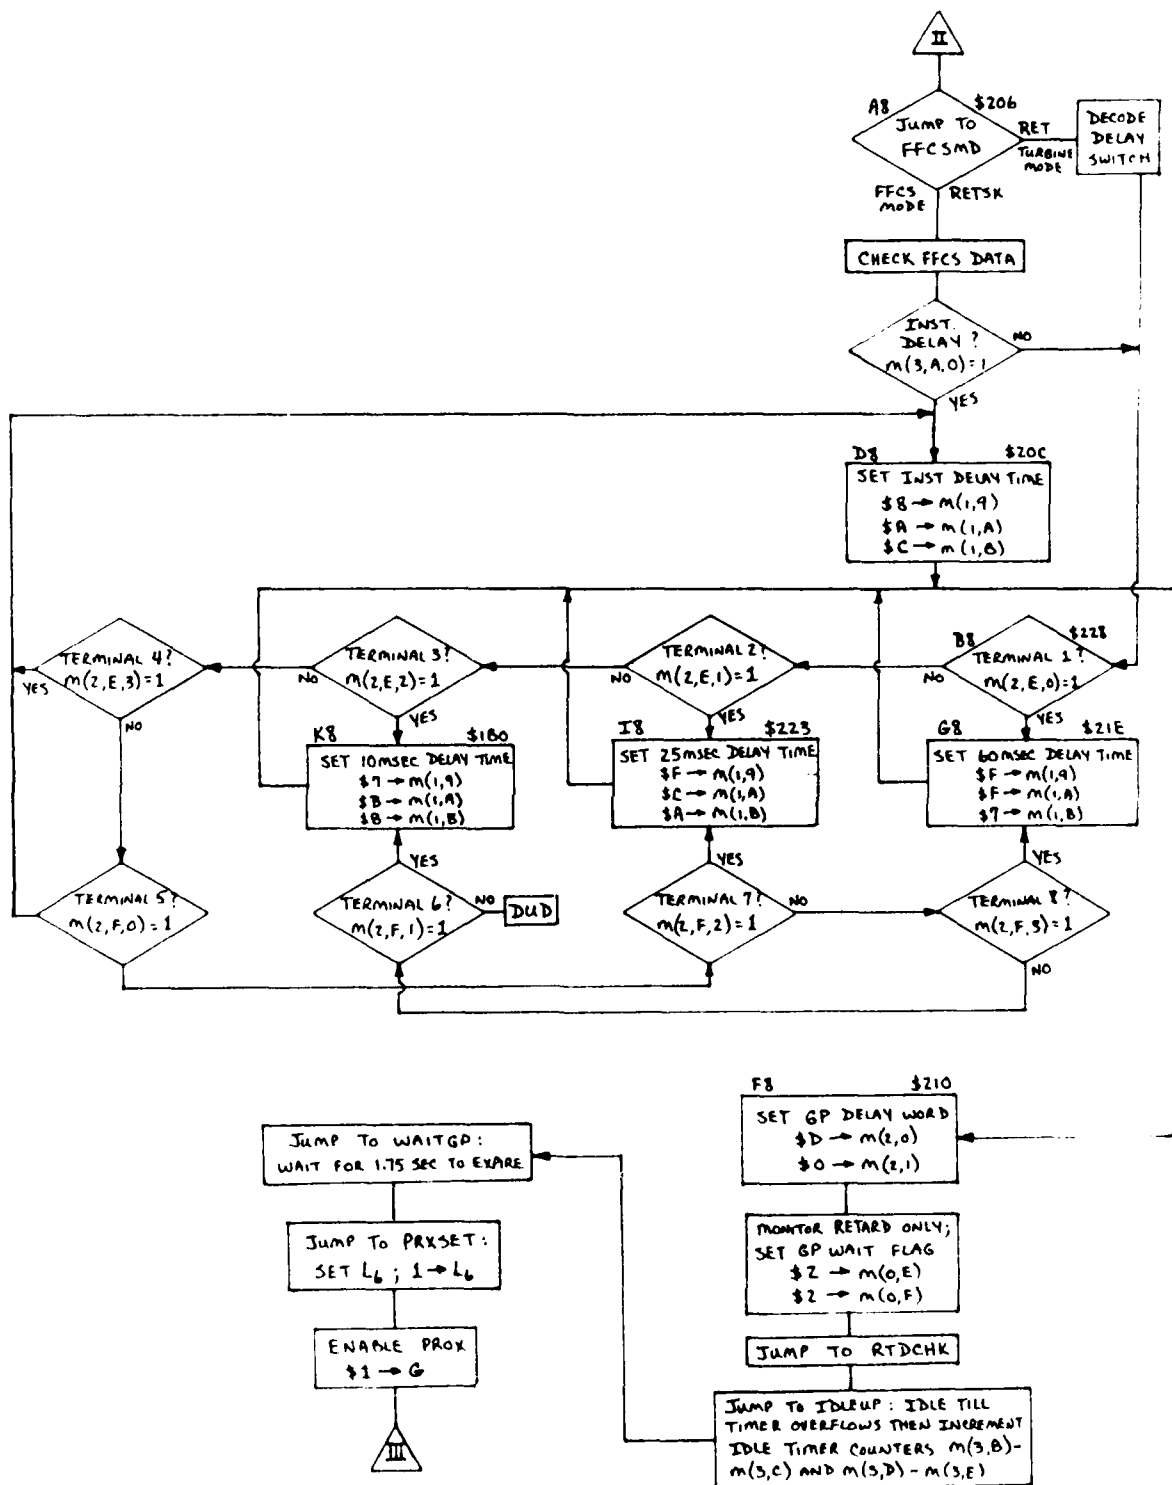 II
A8
$206
Jump to
FFCSMD
RET
TURBINE
MODE
DECODE
DELAY
SWITCH
FFCS
MODE
RETSK
CHECK FFCS DATA
INST.
DELAY?
m(3,A,0)=1
NO
YES
D8
$20C
SET INST DELAY TIME
$8→m(1,9)
$A→m(1,A)
$C→m(1,B)
TERMINAL 4?
m(2,E,3)=1
YES
NO
TERMINAL 3?
m(2,E,2)=1
NO
YES
TERMINAL 2?
m(2,E,1)=1
NO
YES
B8
$228
TERMINAL 1?
m(2,E,0)=1
NO
YES
K8
$1B0
SET 10MSEC DELAY TIME
$7→m(1,9)
$B→m(1,A)
$B→m(1,B)
I8
$223
SET 25MSEC DELAY TIME
$F→m(1,9)
$C→m(1,A)
$A→m(1,B)
G8
$21E
SET 60MSEC DELAY TIME
$F→m(1,9)
$F→m(1,A)
$7→m(1,B)
TERMINAL 5?
m(2,F,0)=1
YES
TERMINAL 6?
m(2,F,1)=1
NO
DUD
YES
TERMINAL 7?
m(2,F,2)=1
NO
YES
TERMINAL 8?
m(2,F,3)=1
NO
F8
$210
SET GP DELAY WORD
$D→m(2,0)
$0→m(2,1)
MONITOR RETARD ONLY;
SET GP WAIT FLAG
$2→m(0,E)
$2→m(0,F)
JUMP TO RTDCHK
JUMP TO IDLEUP: IDLE TILL
TIMER OVERFLOWS THEN INCREMENT
IDLE TIMER COUNTERS m(3,B)-
m(3,C) AND m(3,D)-m(3,E)
JUMP TO WAITGP:
WAIT FOR 1.75 SEC TO EXPIRE
JUMP TO PRXSET:
SET L6; 1→L6
ENABLE PROX
$1→G
III